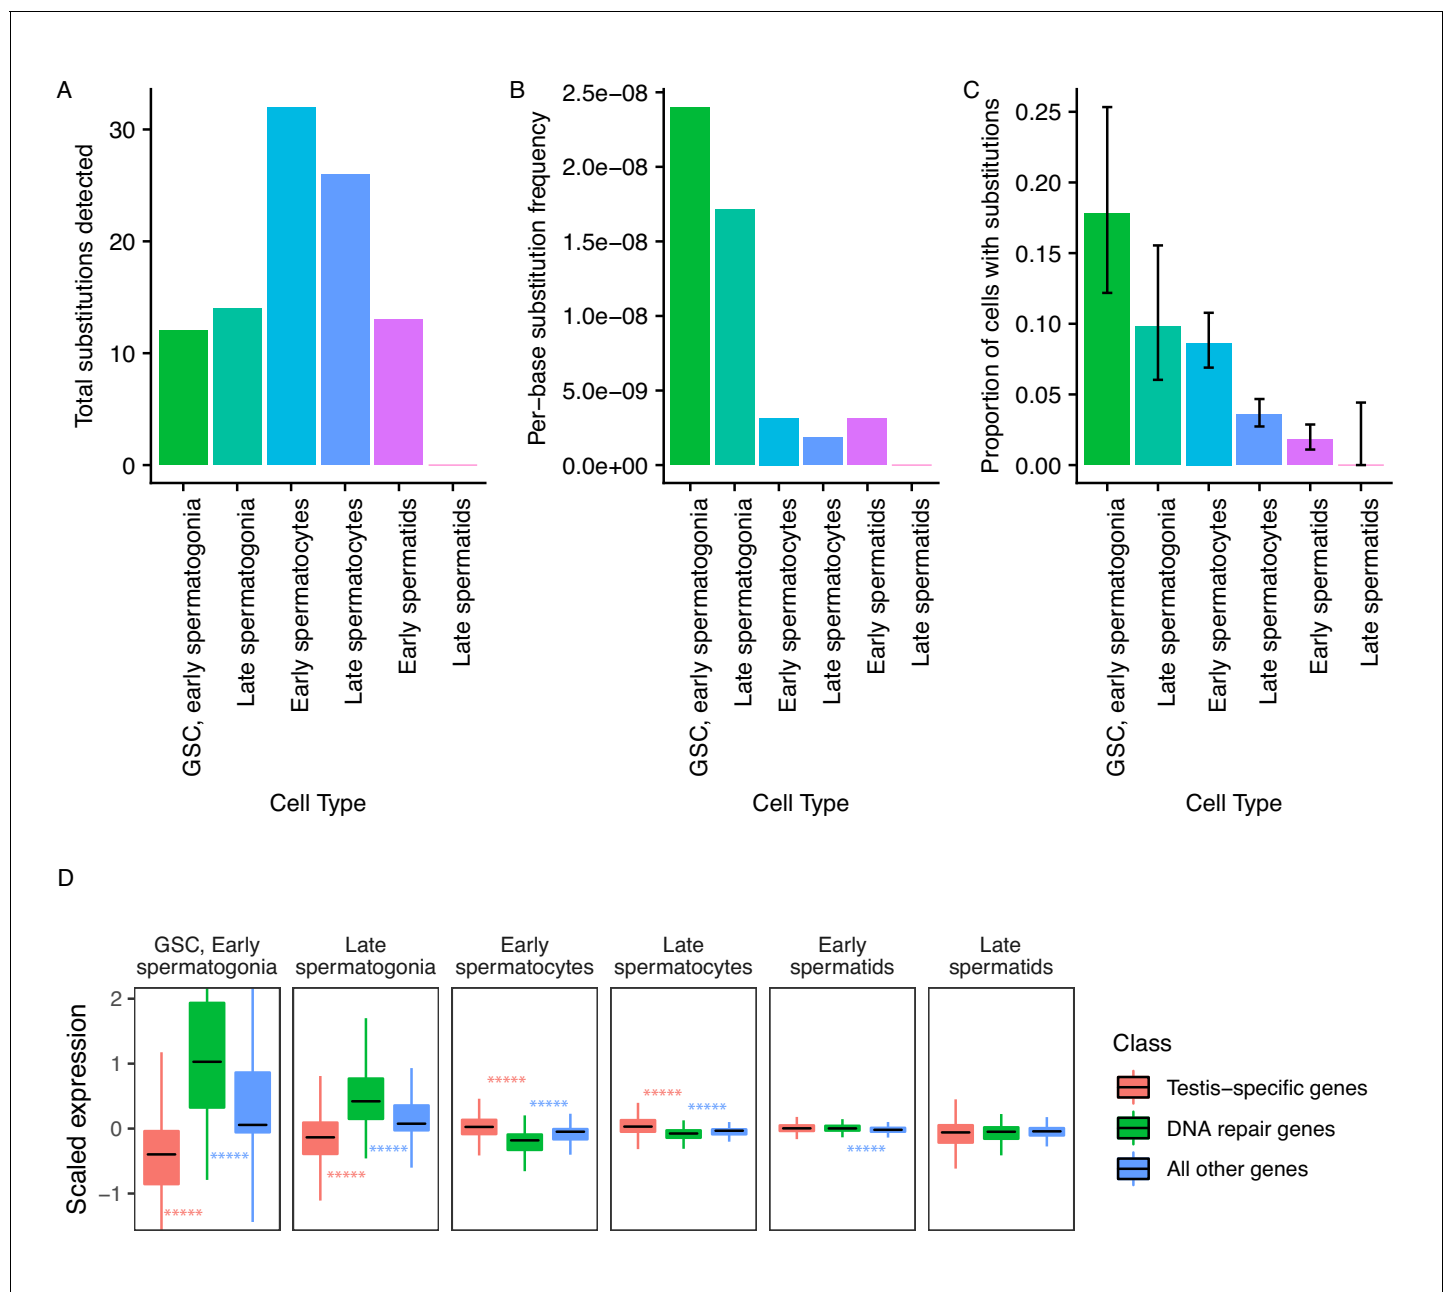 A
Total substitutions detected
30
20
10
0
GSC, early spermatogonia
Late spermatogonia
Early spermatocytes
Late spermatocytes
Early spermatids
Late spermatids
Cell Type
B
Per−base substitution frequency
2.5e−08
2.0e−08
1.5e−08
1.0e−08
5.0e−09
0.0e+00
GSC, early spermatogonia
Late spermatogonia
Early spermatocytes
Late spermatocytes
Early spermatids
Late spermatids
Cell Type
C
Proportion of cells with substitutions
0.25
0.20
0.15
0.10
0.05
0.00
GSC, early spermatogonia
Late spermatogonia
Early spermatocytes
Late spermatocytes
Early spermatids
Late spermatids
Cell Type
D
Scaled expression
2
1
0
−1
GSC, Early
spermatogonia
*****
*****
Late
spermatogonia
*****
*****
Early
spermatocytes
*****
*****
Late
spermatocytes
*****
*****
Early
spermatids
*****
Late
spermatids
Class
Testis−specific genes
DNA repair genes
All other genes